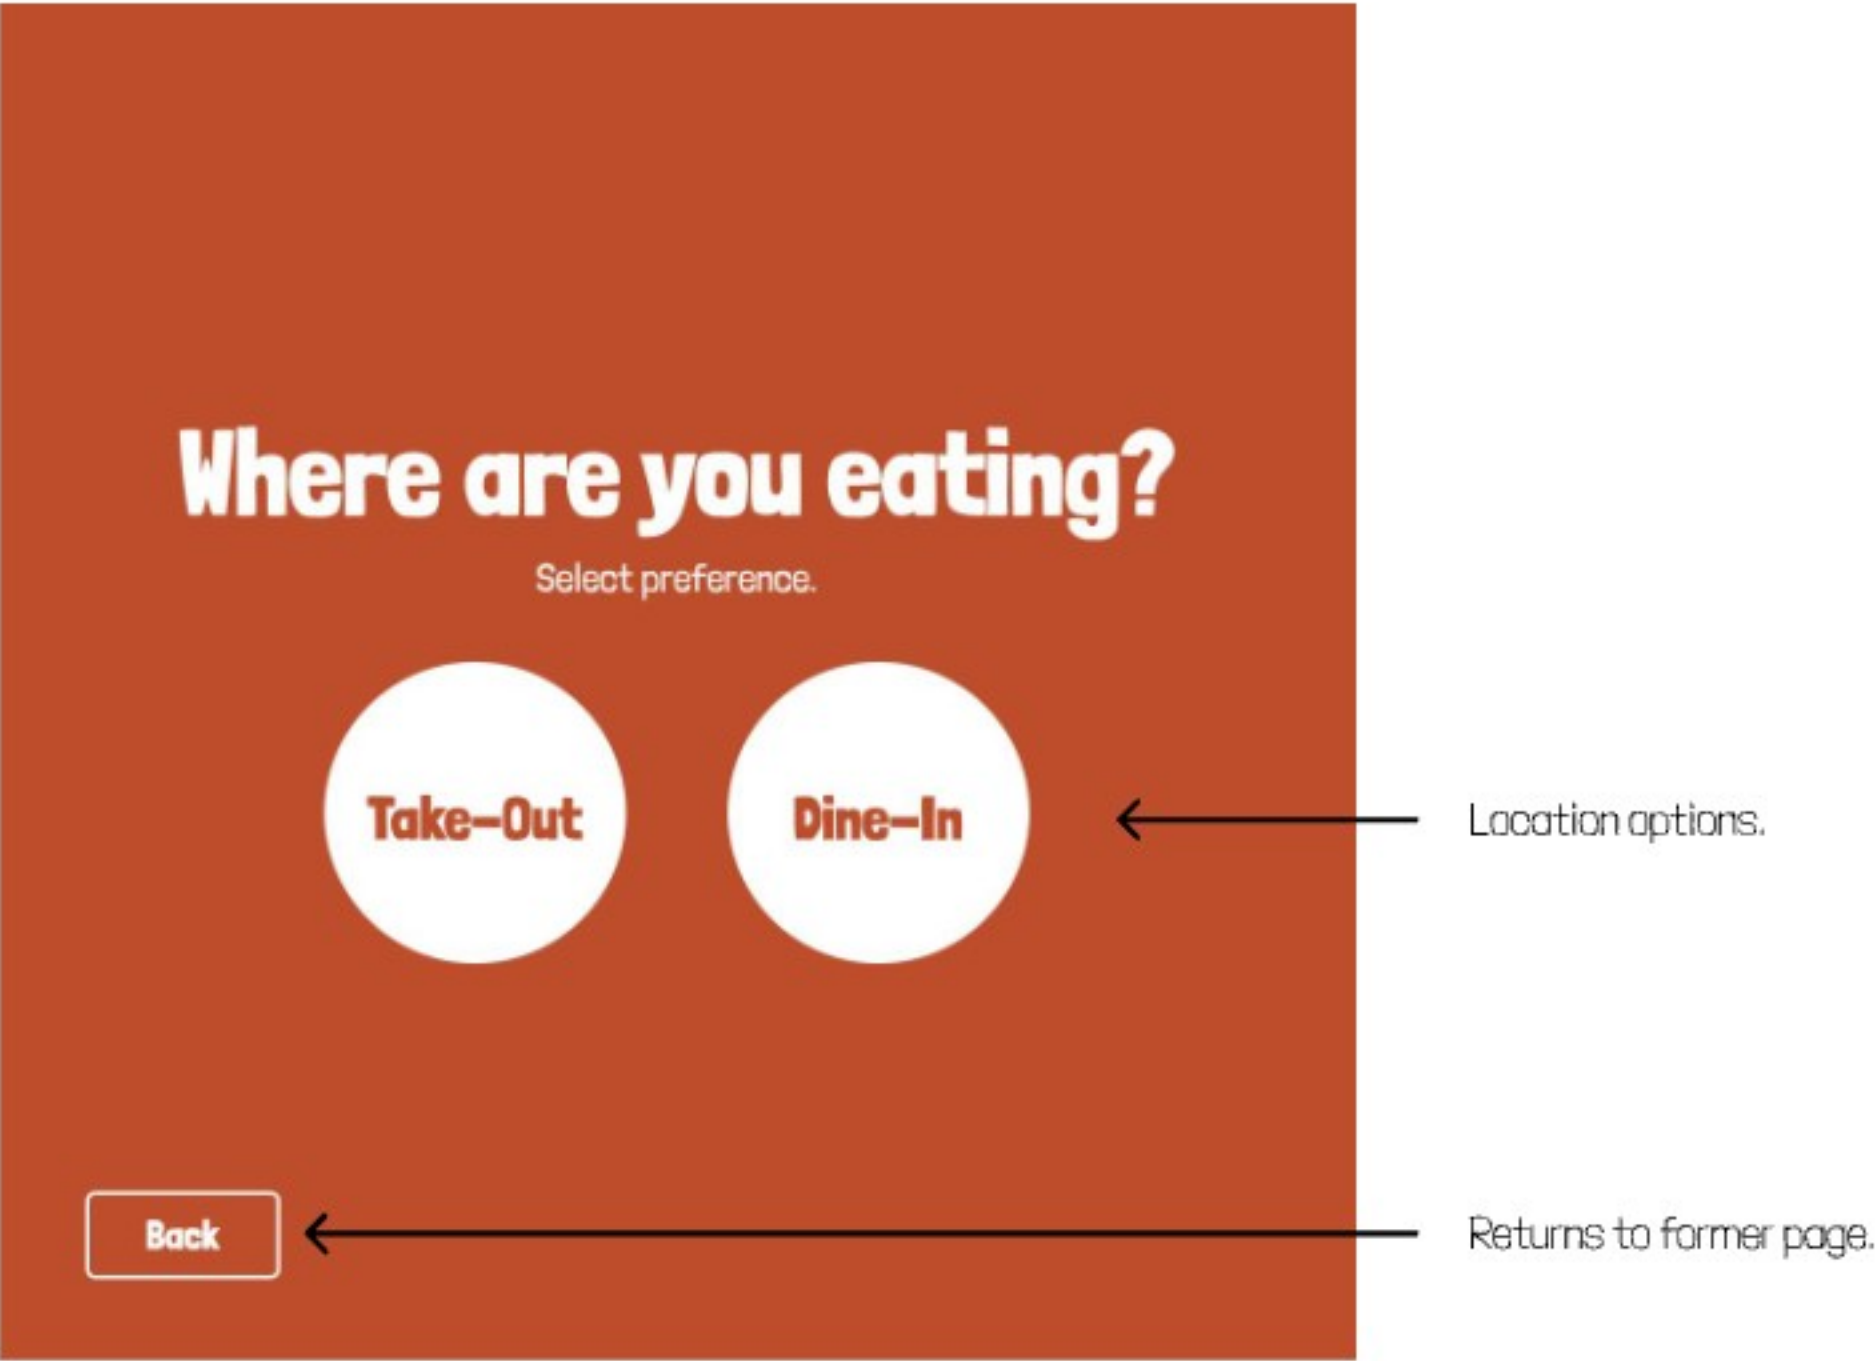 Where are you eating?
Select preference.
Take-Out
Dine-In
Location options.
Back
Returns to former page.